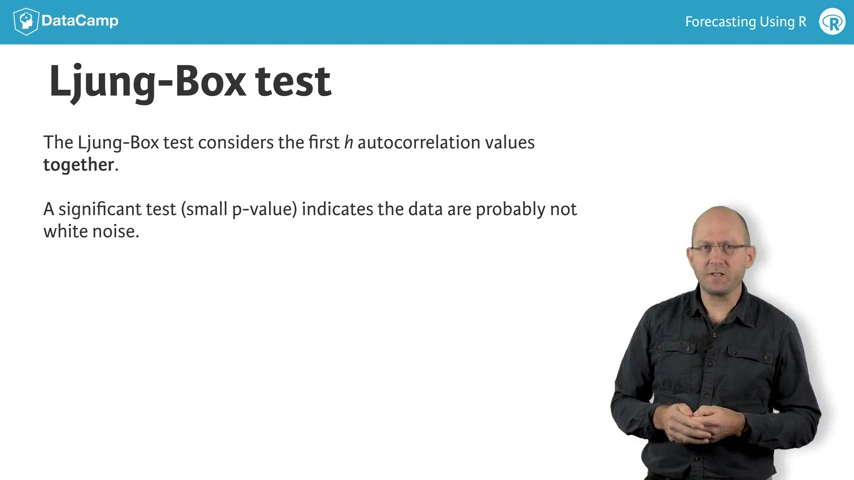 DataCamp
Forecasting Using R
R
Ljung-Box test
The Ljung-Box test considers the first h autocorrelation values
together.
A significant test (small p-value) indicates the data are probably not
white noise.